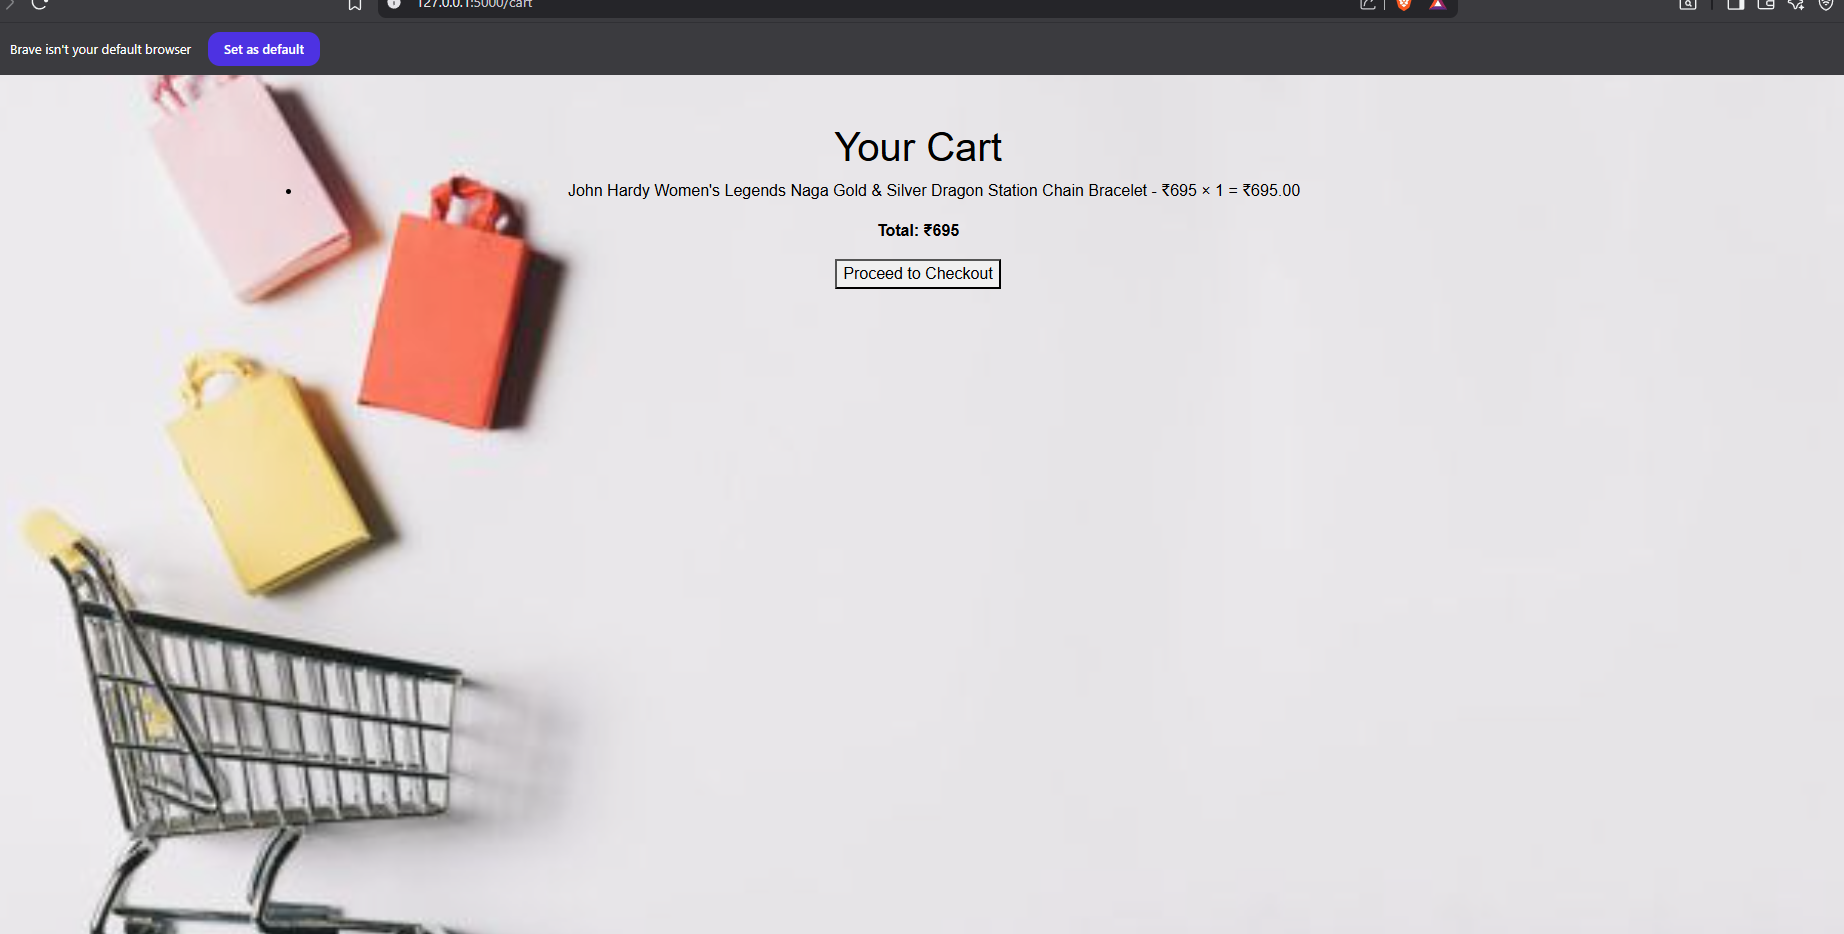 127.0.0.1:5000/cart
Brave isn't your default browser Set as default
Your Cart
• John Hardy Women's Legends Naga Gold & Silver Dragon Station Chain Bracelet - ₹695 × 1 = ₹695.00
Total: ₹695
Proceed to Checkout